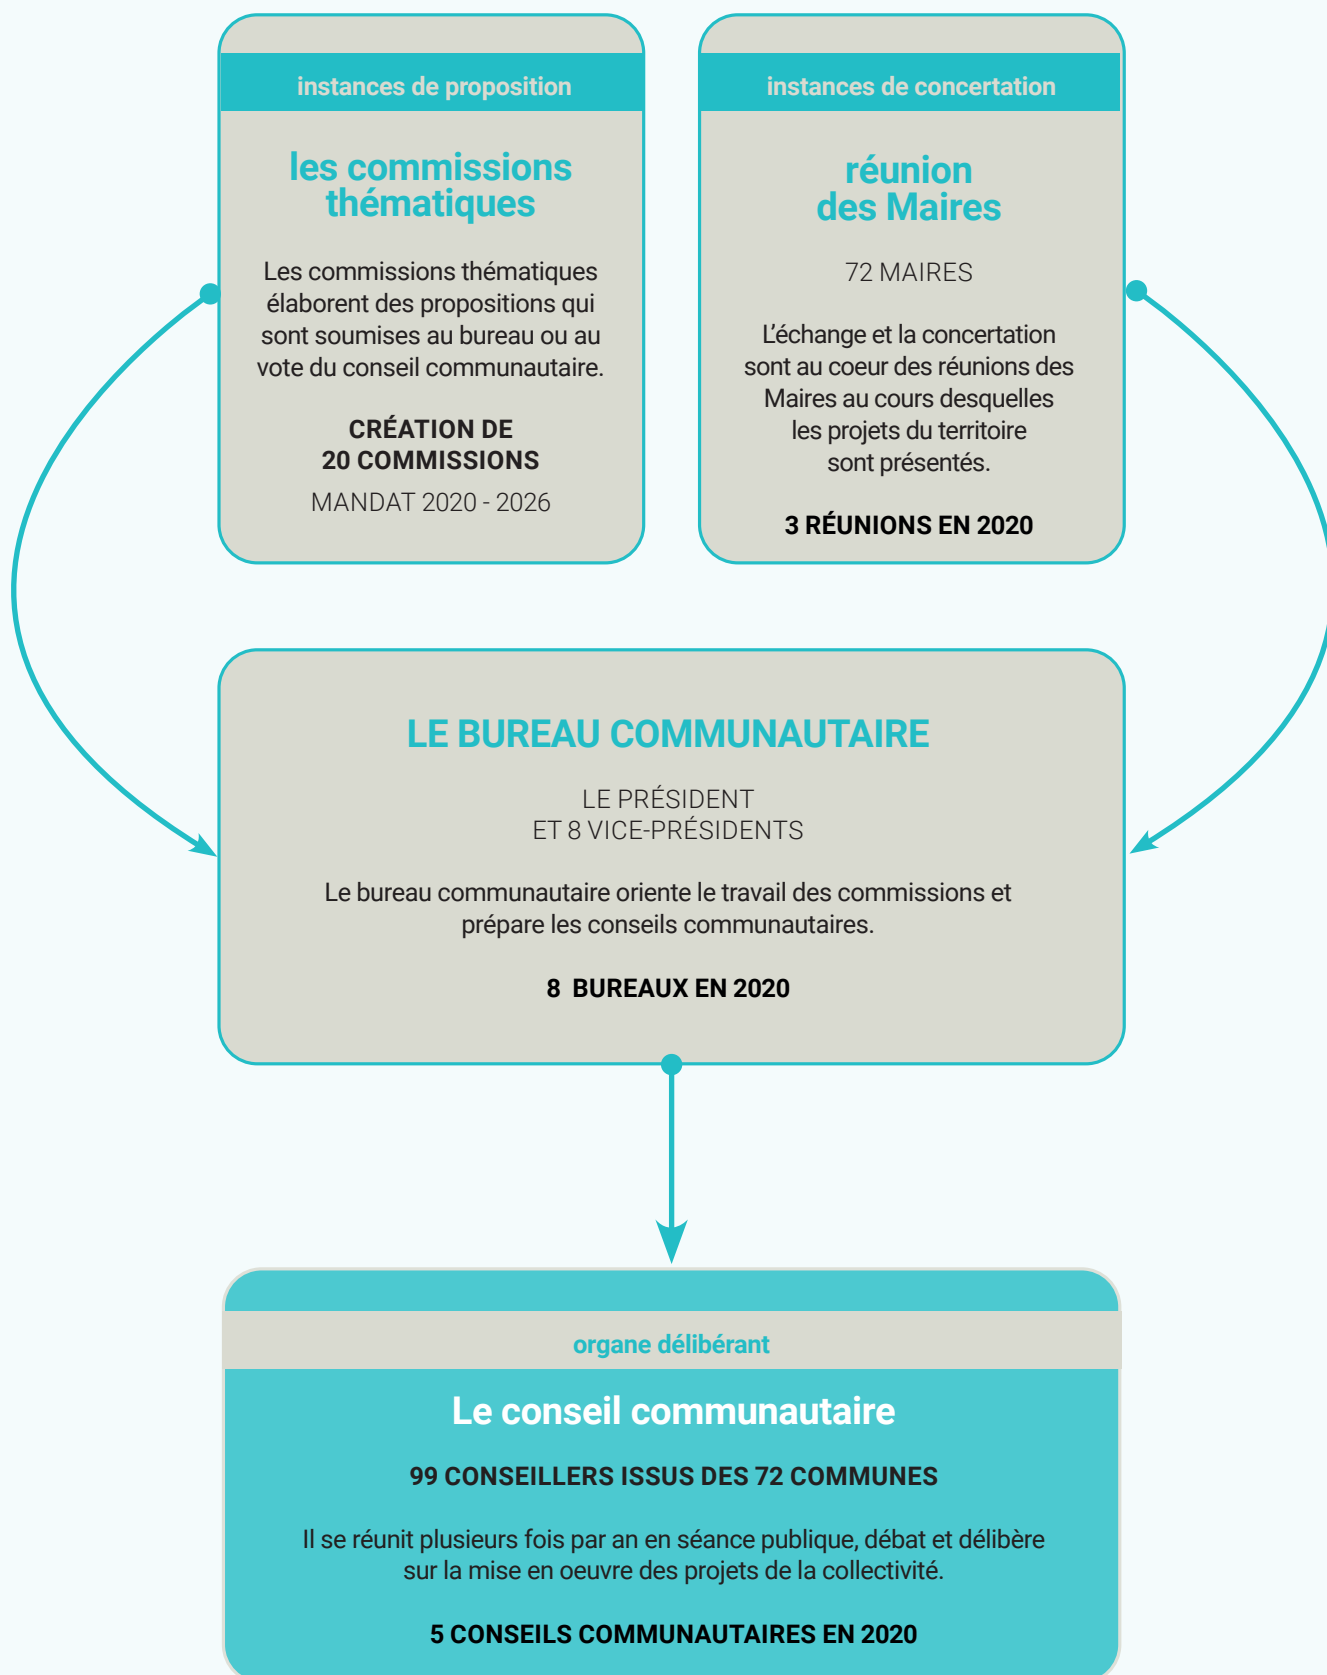 instances de proposition
les commissions
thématiques
Les commissions thématiques
élaborent des propositions qui
sont soumises au bureau ou au
vote du conseil communautaire.
CRÉATION DE
20 COMMISSIONS
MANDAT 2020 - 2026
instances de concertation
réunion
des Maires
72 MAIRES
L’échange et la concertation
sont au coeur des réunions des
Maires au cours desquelles
les projets du territoire
sont présentés.
3 RÉUNIONS EN 2020
LE BUREAU COMMUNAUTAIRE
LE PRÉSIDENT
ET 8 VICE-PRÉSIDENTS
Le bureau communautaire oriente le travail des commissions et
prépare les conseils communautaires.
8 BUREAUX EN 2020
organe délibérant
Le conseil communautaire
99 CONSEILLERS ISSUS DES 72 COMMUNES
Il se réunit plusieurs fois par an en séance publique, débat et délibère
sur la mise en oeuvre des projets de la collectivité.
5 CONSEILS COMMUNAUTAIRES EN 2020